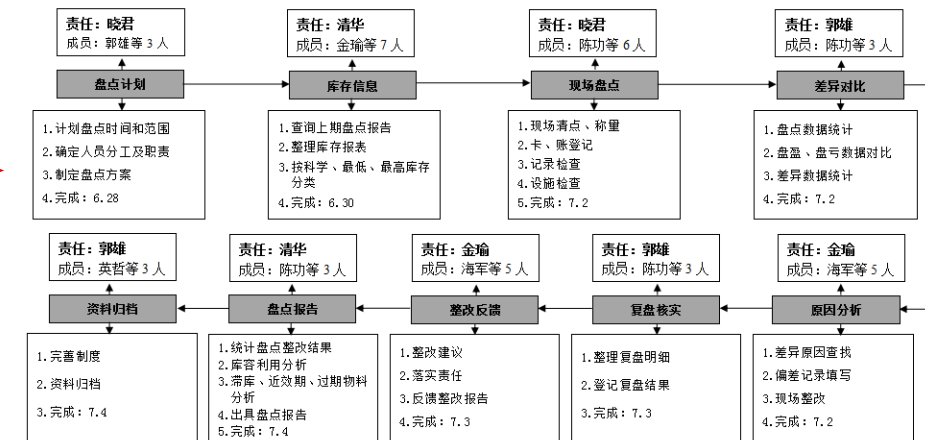 责任：晓君
成员：郭雄等 3 人
责任：清华
成员：金瑜等 7 人
责任：晓君
成员：陈功等 6人
责任：郭雄
成员：陈功等 3 人
盘点计划
库存信息
现场盘点
差异对比
1.计划盘点时间和范围
2.确定人员分工及职责
3.制定盘点方案
4.完成：6.28
1.查询上期盘点报告
2.整理库存报表
3.按科学、最低、最高库存
分类
4.完成：6.30
1.现场清点、称量
2.卡、账登记
3.记录检查
4.设施检查
5.完成：7.2
1.盘点数据统计
2.盘盈、盘亏数据对比
3.差异数据统计
4.完成：7.2
责任：郭雄
成员：英哲等 3 人
责任：清华
成员：陈功等 3 人
责任：金瑜
成员：海军等 5 人
责任：郭雄
成员：陈功等 3 人
责任：金瑜
成员：海军等 5 人
资料归档
盘点报告
整改反馈
复盘核实
原因分析
1.完善制度
2.资料归档
3.完成：7.4
1.统计盘点整改结果
2.库容利用分析
3.滞库、近效期、过期物料
分析
4.出具盘点报告
5.完成：7.4
1.整改建议
2.落实责任
3.反馈整改报告
4.完成：7.3
1.整理复盘明细
2.登记复盘结果
3.完成：7.3
1.差异原因查找
2.偏差记录填写
3.现场整改
4.完成：7.2